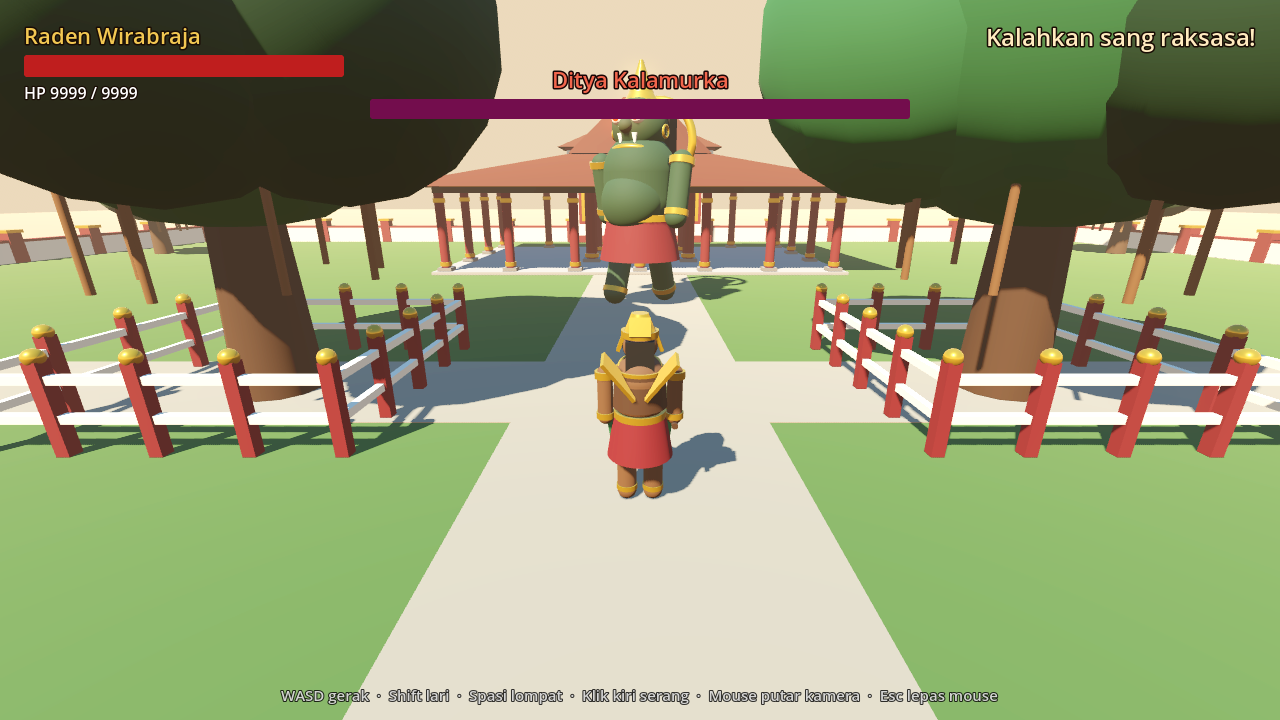 Raden Wirabraja
HP 9999 / 9999
Kalahkan sang raksasa!
Ditya Kalamurka
WASD gerak · Shift lari · Spasi lompat · Klik kiri serang · Mouse putar kamera · Esc lepas mouse